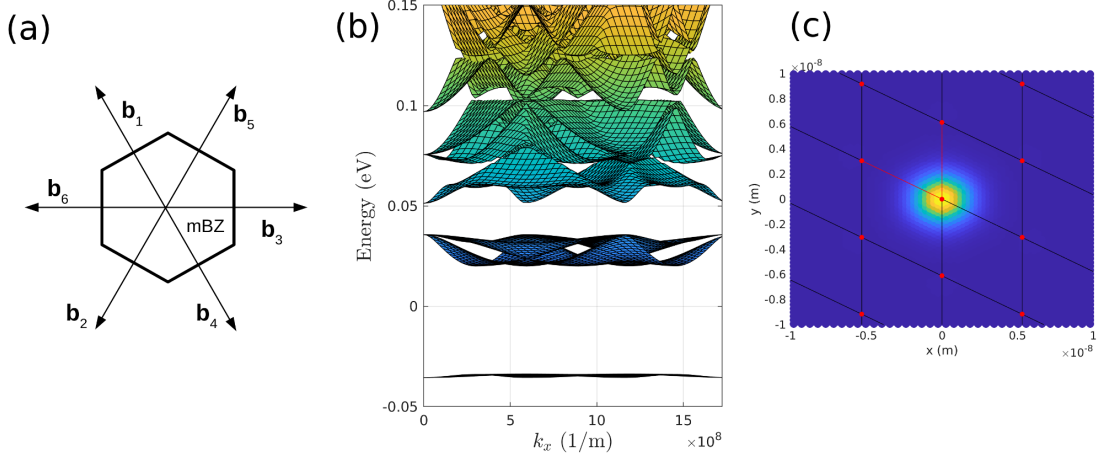 (a)
b1
b5
b6
mBZ
b3
b2
b4
(b)
0.15
0.1
0.05
0
-0.05
Energy (eV)
0
5
10
15
×10^8
k_x (1/m)
(c)
×10^-8
1
0.8
0.6
0.4
0.2
0
-0.2
-0.4
-0.6
-0.8
-1
y (m)
-1
-0.5
0
0.5
1
x (m)
×10^-8